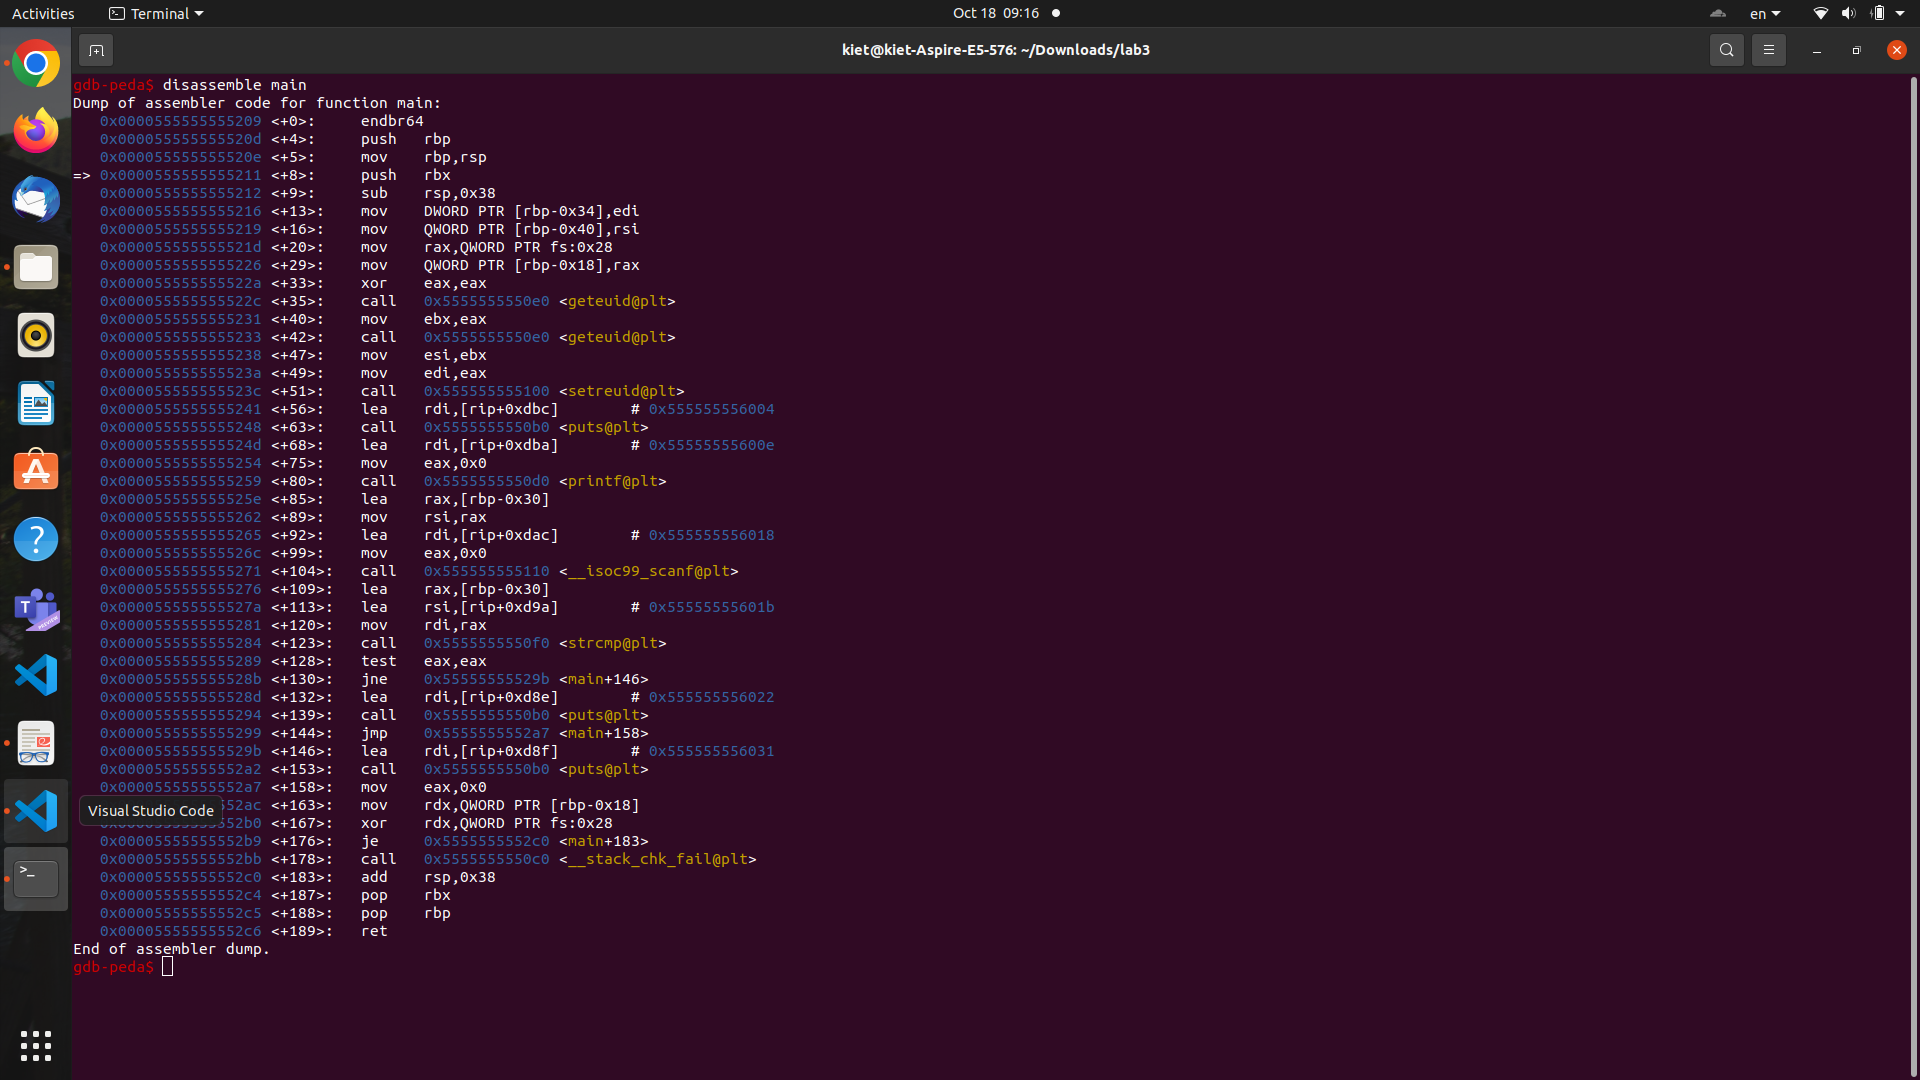 Activities Terminal Oct 18 09:16 en
kiet@kiet-Aspire-E5-576: ~/Downloads/lab3
gdb-peda$ disassemble main
Dump of assembler code for function main:
0x0000555555555209 <+0>: endbr64
0x000055555555520d <+4>: push rbp
0x000055555555520e <+5>: mov rbp,rsp
=> 0x0000555555555211 <+8>: push rbx
0x0000555555555212 <+9>: sub rsp,0x38
0x0000555555555216 <+13>: mov DWORD PTR [rbp-0x34],edi
0x0000555555555219 <+16>: mov QWORD PTR [rbp-0x40],rsi
0x000055555555521d <+20>: mov rax,QWORD PTR fs:0x28
0x0000555555555226 <+29>: mov QWORD PTR [rbp-0x18],rax
0x000055555555522a <+33>: xor eax,eax
0x000055555555522c <+35>: call 0x5555555550e0 <geteuid@plt>
0x0000555555555231 <+40>: mov ebx,eax
0x0000555555555233 <+42>: call 0x5555555550e0 <geteuid@plt>
0x0000555555555238 <+47>: mov esi,ebx
0x000055555555523a <+49>: mov edi,eax
0x000055555555523c <+51>: call 0x555555555100 <setreuid@plt>
0x0000555555555241 <+56>: lea rdi,[rip+0xdbc] # 0x555555556004
0x0000555555555248 <+63>: call 0x5555555550b0 <puts@plt>
0x000055555555524d <+68>: lea rdi,[rip+0xdba] # 0x55555555600e
0x0000555555555254 <+75>: mov eax,0x0
0x0000555555555259 <+80>: call 0x5555555550d0 <printf@plt>
0x000055555555525e <+85>: lea rax,[rbp-0x30]
0x0000555555555262 <+89>: mov rsi,rax
0x0000555555555265 <+92>: lea rdi,[rip+0xdac] # 0x555555556018
0x000055555555526c <+99>: mov eax,0x0
0x0000555555555271 <+104>: call 0x555555555110 <__isoc99_scanf@plt>
0x0000555555555276 <+109>: lea rax,[rbp-0x30]
0x000055555555527a <+113>: lea rsi,[rip+0xd9a] # 0x55555555601b
0x0000555555555281 <+120>: mov rdi,rax
0x0000555555555284 <+123>: call 0x5555555550f0 <strcmp@plt>
0x0000555555555289 <+128>: test eax,eax
0x000055555555528b <+130>: jne 0x55555555529b <main+146>
0x000055555555528d <+132>: lea rdi,[rip+0xd8e] # 0x555555556022
0x0000555555555294 <+139>: call 0x5555555550b0 <puts@plt>
0x0000555555555299 <+144>: jmp 0x5555555552a7 <main+158>
0x000055555555529b <+146>: lea rdi,[rip+0xd8f] # 0x555555556031
0x00005555555552a2 <+153>: call 0x5555555550b0 <puts@plt>
0x00005555555552a7 <+158>: mov eax,0x0
Visual Studio Code
52ac <+163>: mov rdx,QWORD PTR [rbp-0x18]
52b0 <+167>: xor rdx,QWORD PTR fs:0x28
0x00005555555552b9 <+176>: je 0x5555555552c0 <main+183>
0x00005555555552bb <+178>: call 0x5555555550c0 <__stack_chk_fail@plt>
0x00005555555552c0 <+183>: add rsp,0x38
0x00005555555552c4 <+187>: pop rbx
0x00005555555552c5 <+188>: pop rbp
0x00005555555552c6 <+189>: ret
End of assembler dump.
gdb-peda$